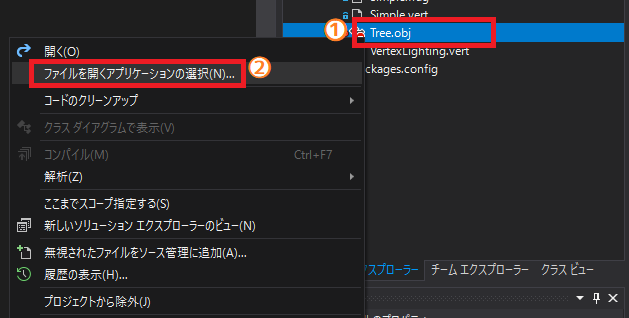 Simple.vert
① Tree.obj
VertexLighting.vert
ckages.config
開く(O)
ファイルを開くアプリケーションの選択(N)... ②
コードのクリーンアップ
クラス ダイアグラムで表示(V)
コンパイル(M) Ctrl+F7
解析(Z)
ここまでスコープ指定する(S)
新しいソリューション エクスプローラーのビュー(N)
無視されたファイルをソース管理に追加(A)...
履歴の表示(H)...
プロジェクトから除外(J)
クスプローラー チーム エクスプローラー クラス ビュー
のプロパティ